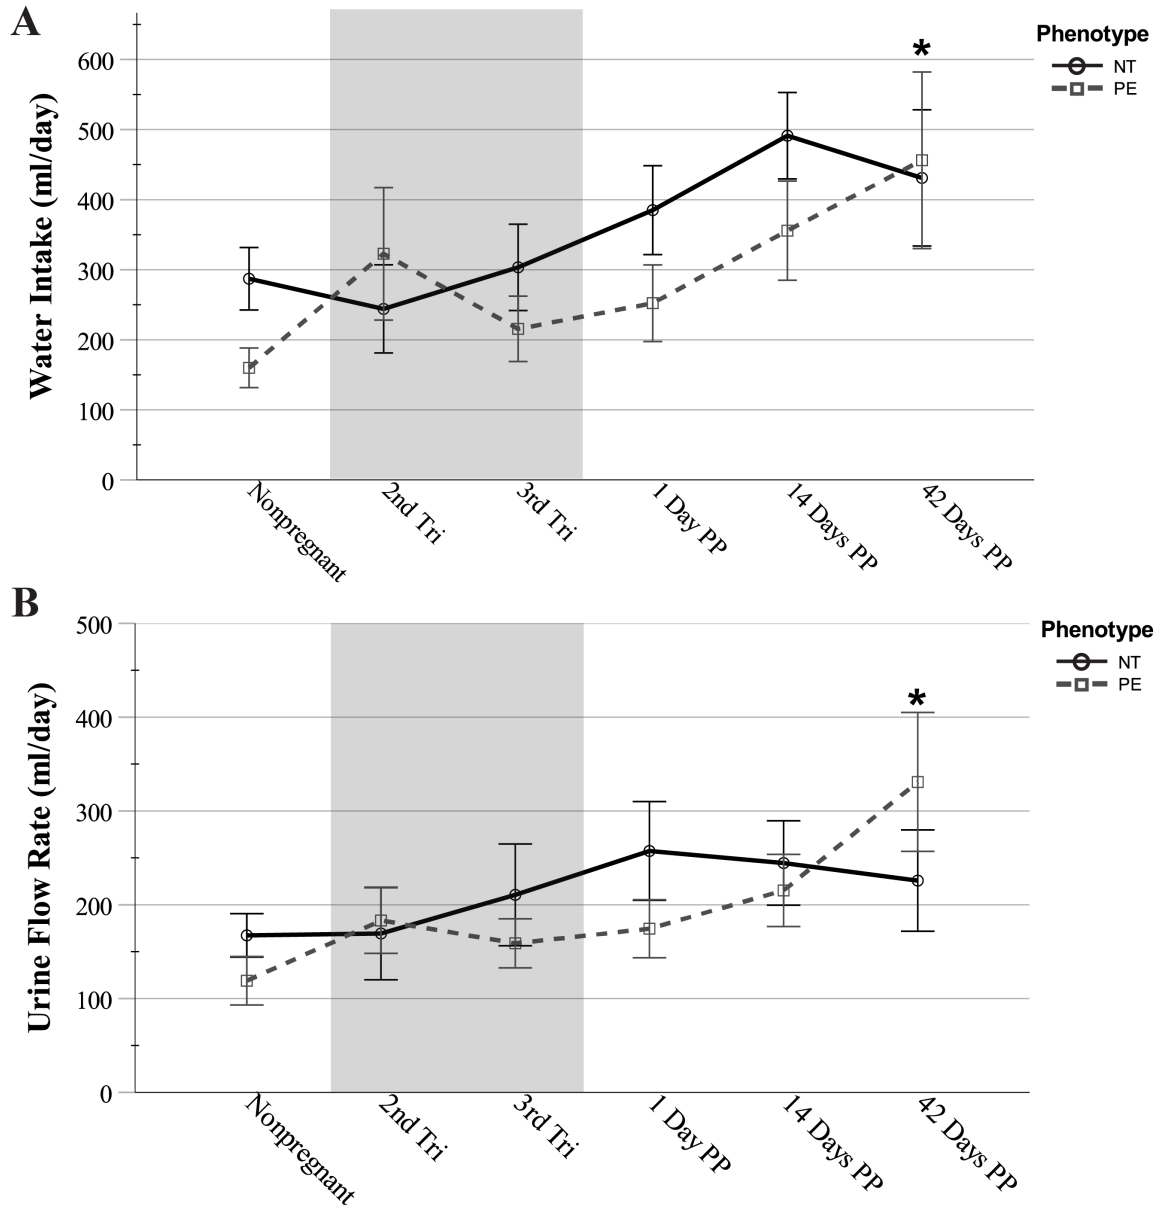 A
Water Intake (ml/day)
600
500
400
300
200
100
0
Nonpregnant
2nd Tri
3rd Tri
1 Day PP
14 Days PP
42 Days PP
*
Phenotype
NT
PE
B
Urine Flow Rate (ml/day)
500
400
300
200
100
0
Nonpregnant
2nd Tri
3rd Tri
1 Day PP
14 Days PP
42 Days PP
*
Phenotype
NT
PE